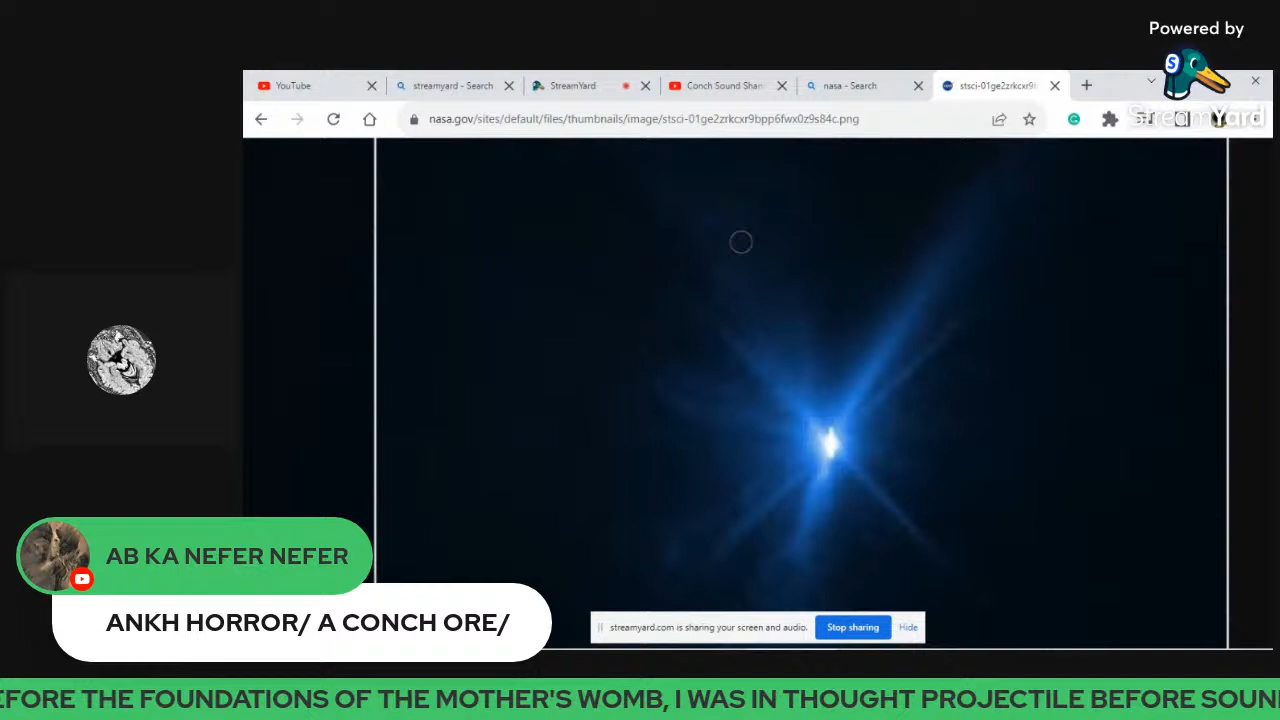 Powered by
StreamYard
YouTube
streamyard - Search
StreamYard
Conch Sound Shan
nasa - Search
stsci-01ge2zrkcxr9
nasa.gov/sites/default/files/thumbnails/image/stsci-01ge2zrkcxr9bpp6fwx0z9s84c.png
AB KA NEFER NEFER
ANKH HORROR/ A CONCH ORE/
streamyard.com is sharing your screen and audio.
Stop sharing
Hide
EFORE THE FOUNDATIONS OF THE MOTHER'S WOMB, I WAS IN THOUGHT PROJECTILE BEFORE SOUN